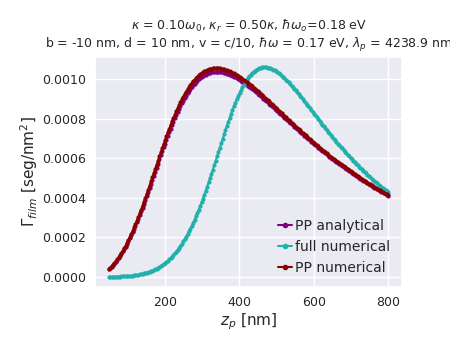 κ = 0.10ω₀, κᵣ = 0.50κ, ℏωₒ=0.18 eV
b = -10 nm, d = 10 nm, v = c/10, ℏω = 0.17 eV, λₚ = 4238.9 nm
0.0010
0.0008
0.0006
0.0004
0.0002
0.0000
Γ_film [seg/nm²]
PP analytical
full numerical
PP numerical
200 400 600 800
zₚ [nm]